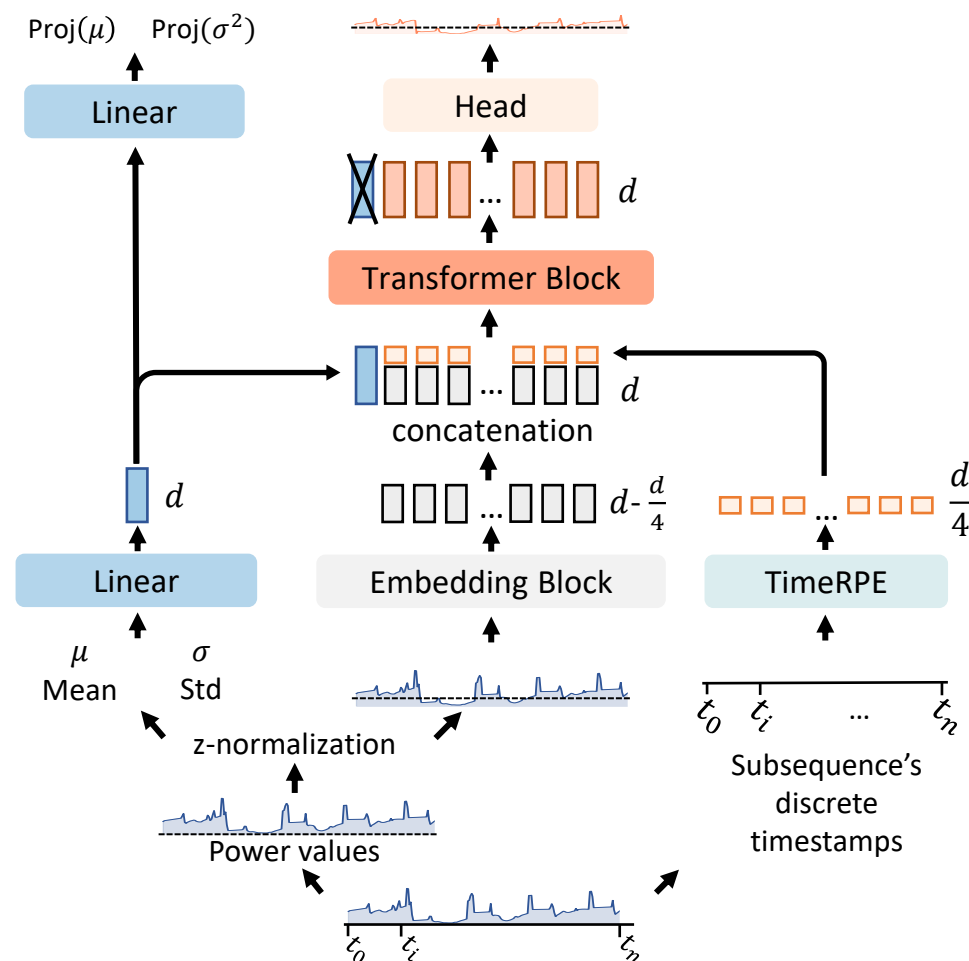 Proj(μ) Proj(σ²)
Linear
Head
...
d
Transformer Block
...
d
concatenation
d
...
d - d/4
...
d/4
Linear
Embedding Block
TimeRPE
μ σ
Mean Std
t₀ tᵢ ... tₙ
z-normalization
Subsequence's
discrete
timestamps
Power values
t₀ tᵢ tₙ